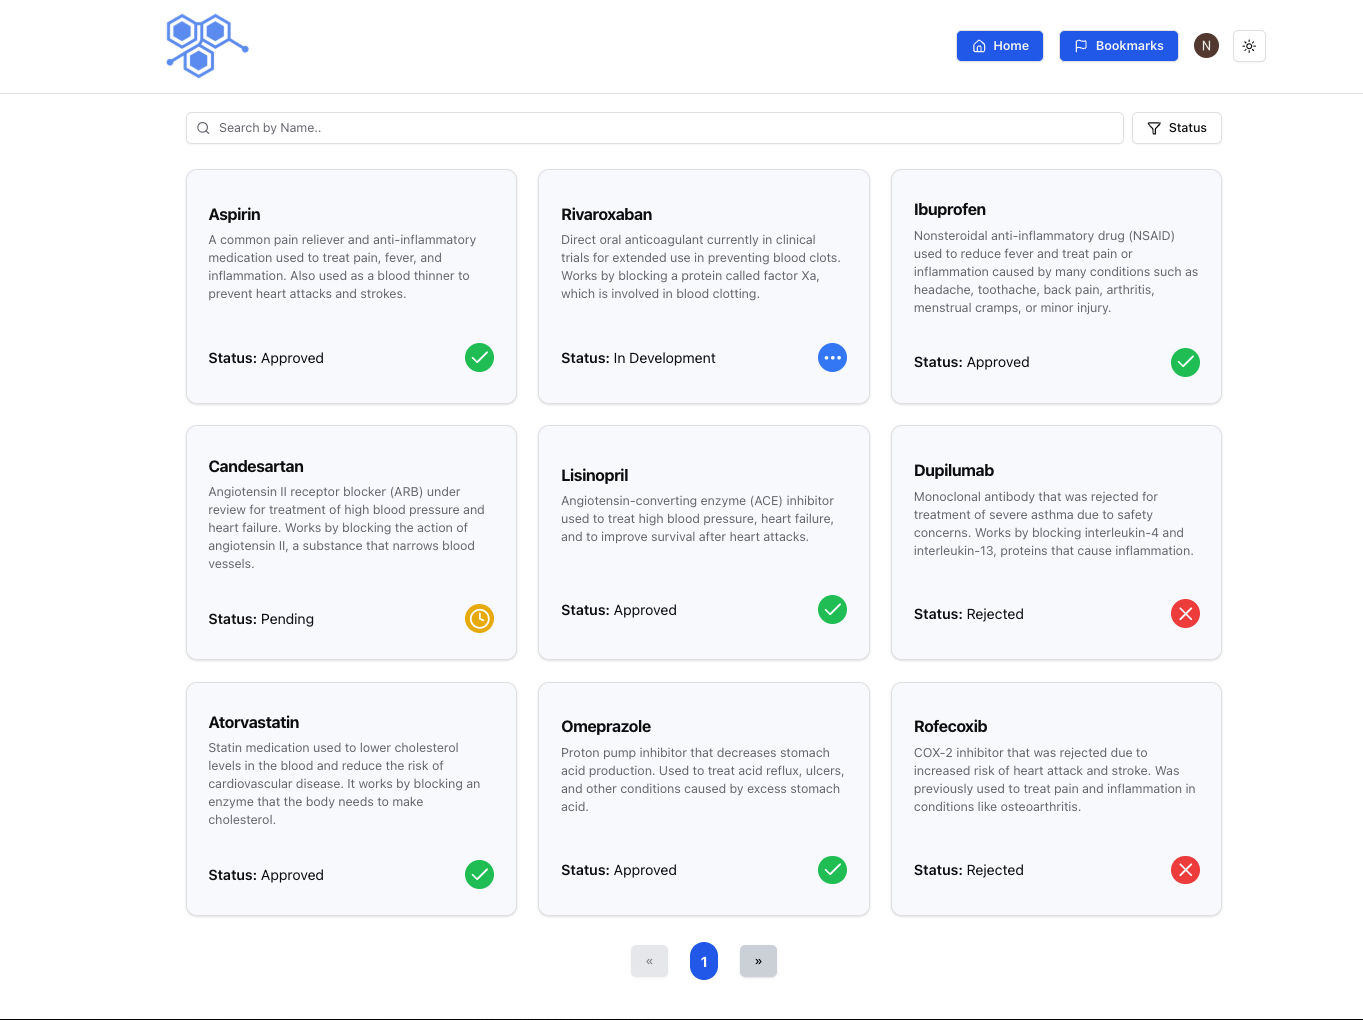 Home
Bookmarks
N
Search by Name..
Status
Aspirin
A common pain reliever and anti-inflammatory
medication used to treat pain, fever, and
inflammation. Also used as a blood thinner to
prevent heart attacks and strokes.
Status: Approved
Rivaroxaban
Direct oral anticoagulant currently in clinical
trials for extended use in preventing blood clots.
Works by blocking a protein called factor Xa,
which is involved in blood clotting.
Status: In Development
Ibuprofen
Nonsteroidal anti-inflammatory drug (NSAID)
used to reduce fever and treat pain or
inflammation caused by many conditions such as
headache, toothache, back pain, arthritis,
menstrual cramps, or minor injury.
Status: Approved
Candesartan
Angiotensin II receptor blocker (ARB) under
review for treatment of high blood pressure and
heart failure. Works by blocking the action of
angiotensin II, a substance that narrows blood
vessels.
Status: Pending
Lisinopril
Angiotensin-converting enzyme (ACE) inhibitor
used to treat high blood pressure, heart failure,
and to improve survival after heart attacks.
Status: Approved
Dupilumab
Monoclonal antibody that was rejected for
treatment of severe asthma due to safety
concerns. Works by blocking interleukin-4 and
interleukin-13, proteins that cause inflammation.
Status: Rejected
Atorvastatin
Statin medication used to lower cholesterol
levels in the blood and reduce the risk of
cardiovascular disease. It works by blocking an
enzyme that the body needs to make
cholesterol.
Status: Approved
Omeprazole
Proton pump inhibitor that decreases stomach
acid production. Used to treat acid reflux, ulcers,
and other conditions caused by excess stomach
acid.
Status: Approved
Rofecoxib
COX-2 inhibitor that was rejected due to
increased risk of heart attack and stroke. Was
previously used to treat pain and inflammation in
conditions like osteoarthritis.
Status: Rejected
« 1 »